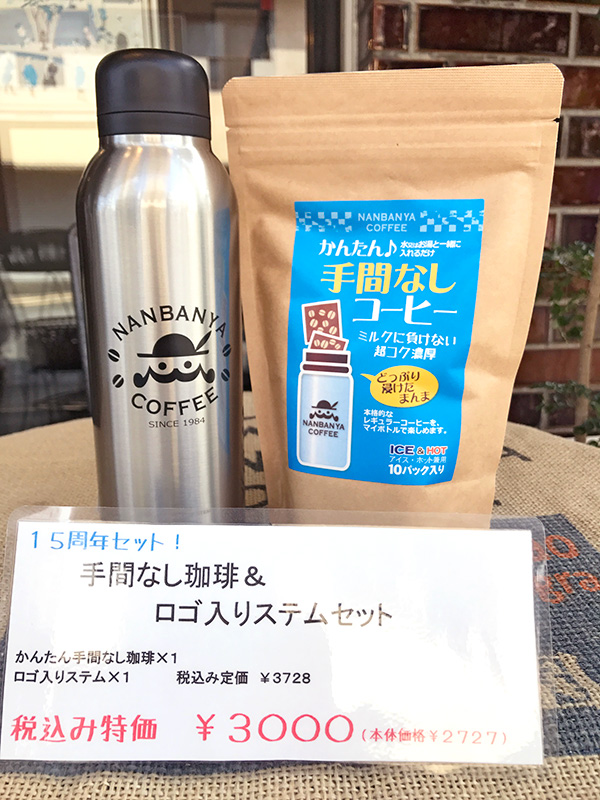 NANBANYA
COFFEE
SINCE 1984
NANBANYA
COFFEE
かんたん♪ 水またはお湯と一緒に
入れるだけ
手間なし
コーヒー
ミルクに負けない
超コク濃厚
どっぷり
浸けた
まんま
NANBANYA
COFFEE
本格的な
レギュラーコーヒーを、
マイボトルで楽しめます。
ICE & HOT
アイス・ホット兼用
10パック入り
15周年セット!
手間なし珈琲&
ロゴ入りステムセット
かんたん手間なし珈琲×1
ロゴ入りステム×1 税込み定価 ¥3728
税込み特価 ¥3000(本体価格¥2727)